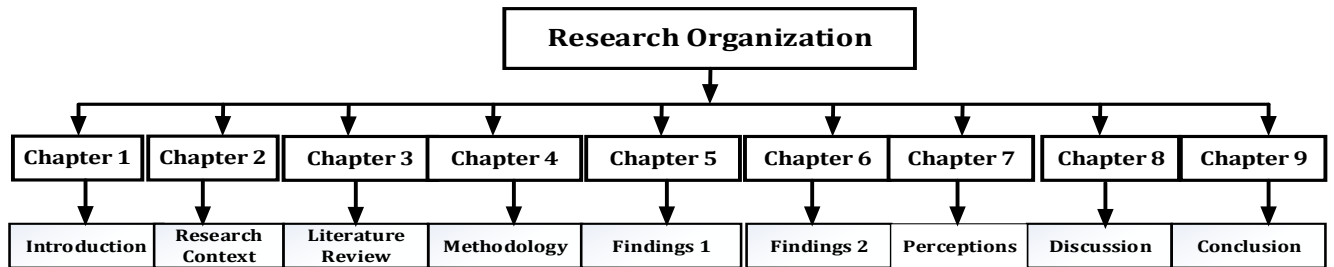 Research Organization
Chapter 1
Chapter 2
Chapter 3
Chapter 4
Chapter 5
Chapter 6
Chapter 7
Chapter 8
Chapter 9
Introduction
Research
Context
Literature
Review
Methodology
Findings 1
Findings 2
Perceptions
Discussion
Conclusion